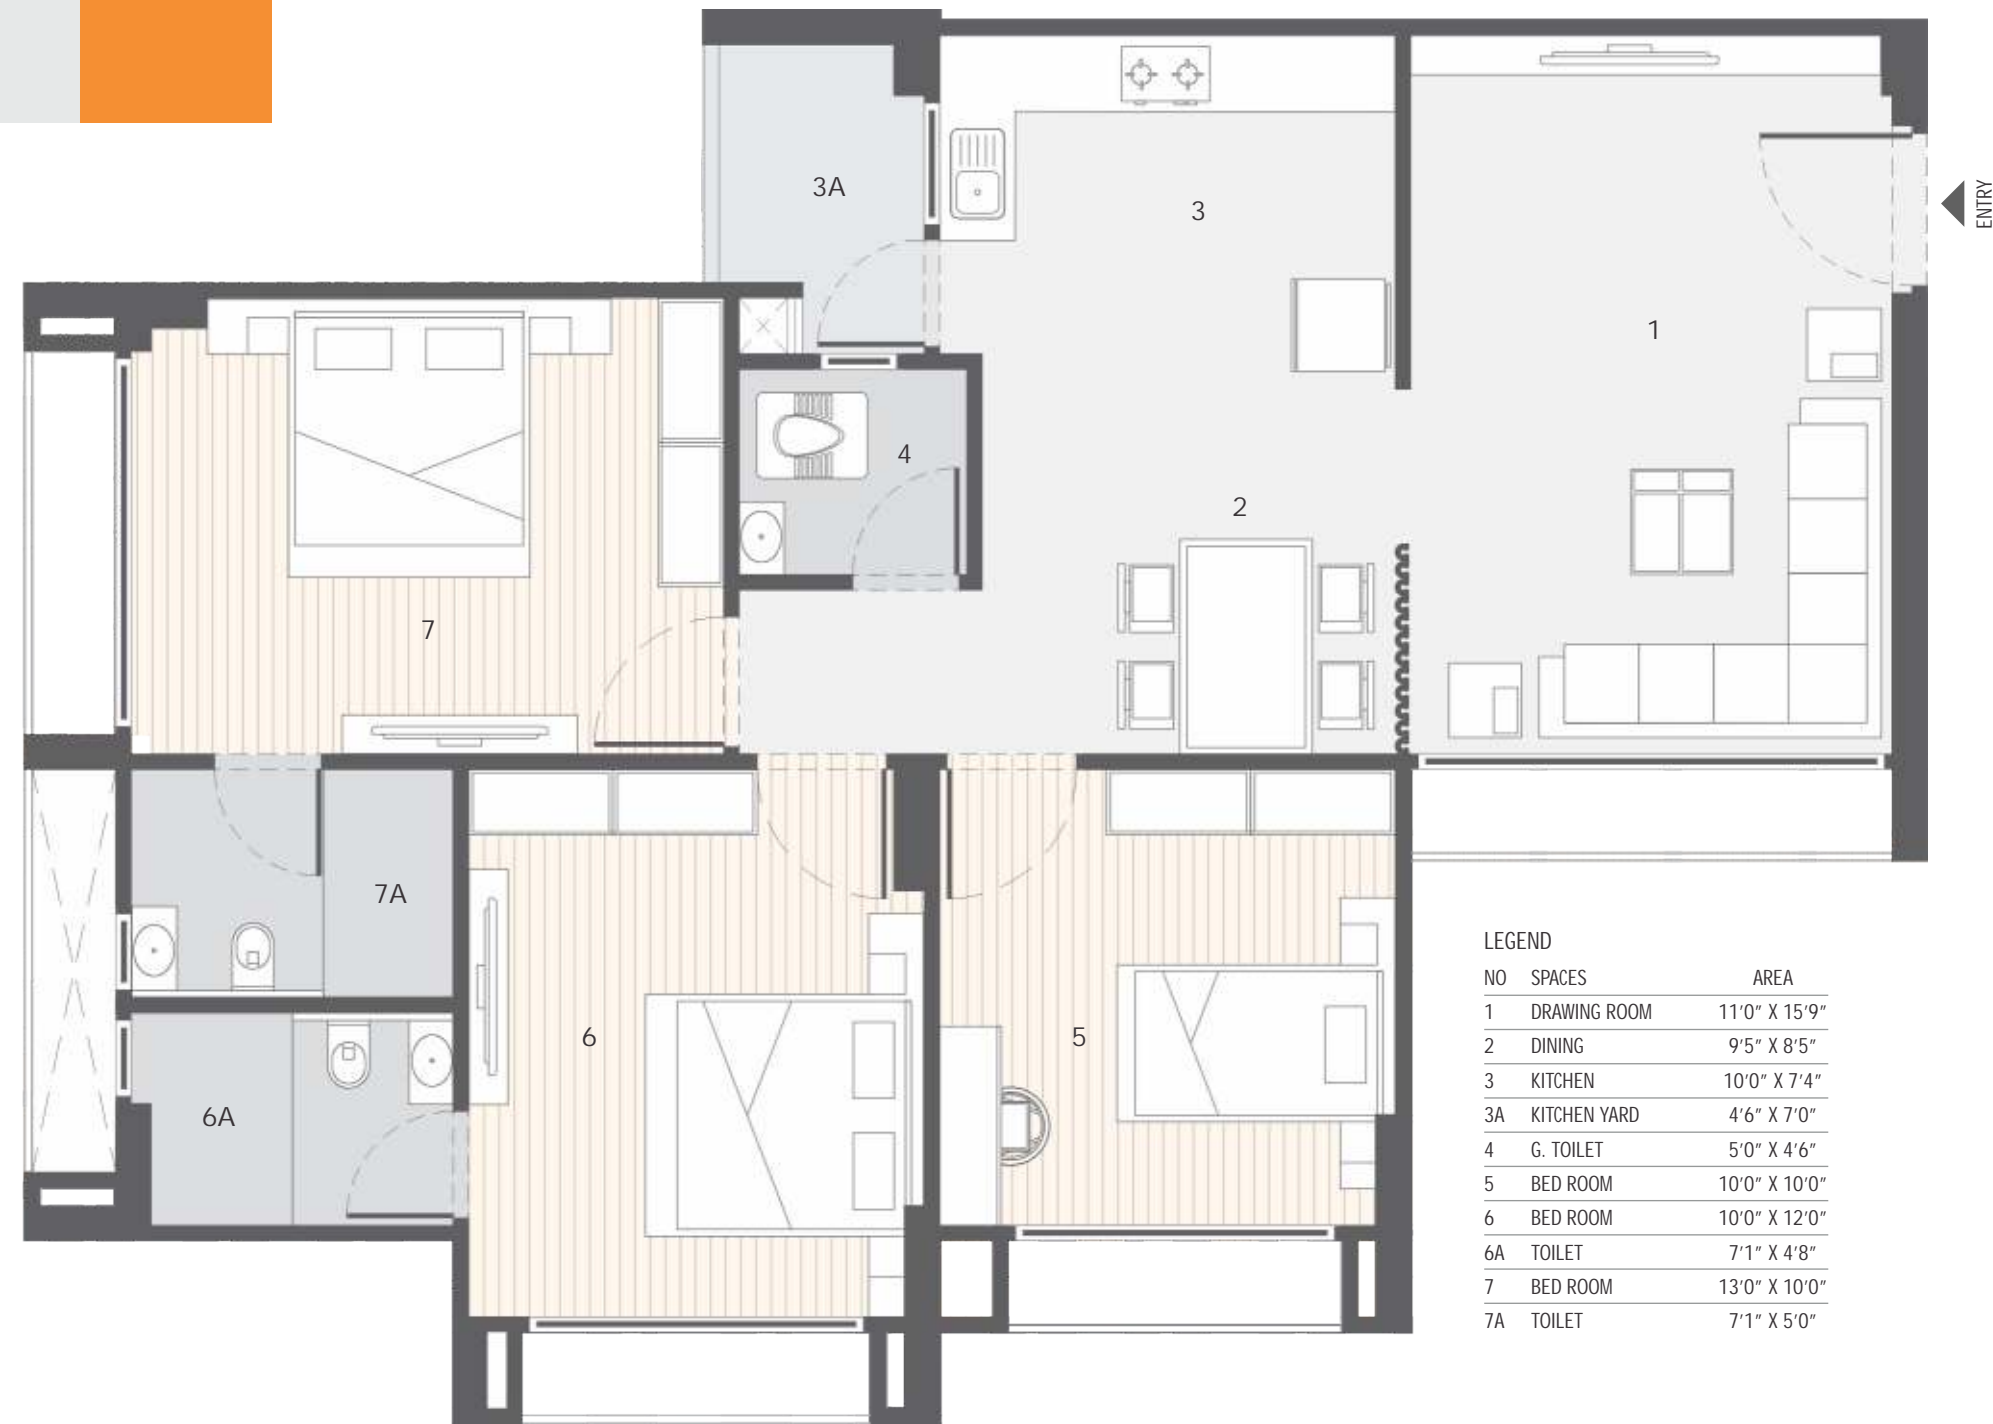 3A
3
ENTRY
1
4
2
7
7A
6
5
6A
LEGEND
NO SPACES AREA
1 DRAWING ROOM 11'0" X 15'9"
2 DINING 9'5" X 8'5"
3 KITCHEN 10'0" X 7'4"
3A KITCHEN YARD 4'6" X 7'0"
4 G. TOILET 5'0" X 4'6"
5 BED ROOM 10'0" X 10'0"
6 BED ROOM 10'0" X 12'0"
6A TOILET 7'1" X 4'8"
7 BED ROOM 13'0" X 10'0"
7A TOILET 7'1" X 5'0"